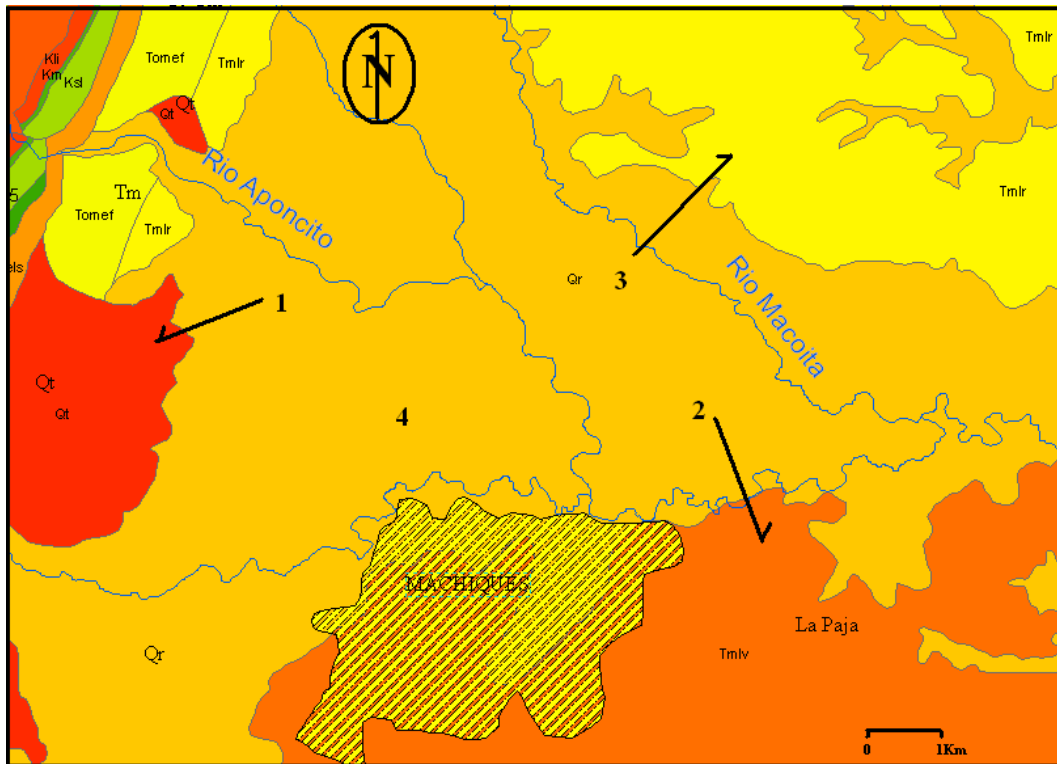 Kli
Km
Ksl
Tomef
Tmlr
Qt
Qt
N
Tmlr
Rio Aponcito
Tm
Tomef
Tmlr
els
Tmlr
3
Qr
Rio Macoita
1
Qt
Qt
4
2
MACHIQUES
La Paja
Tmlv
Qr
0 1Km